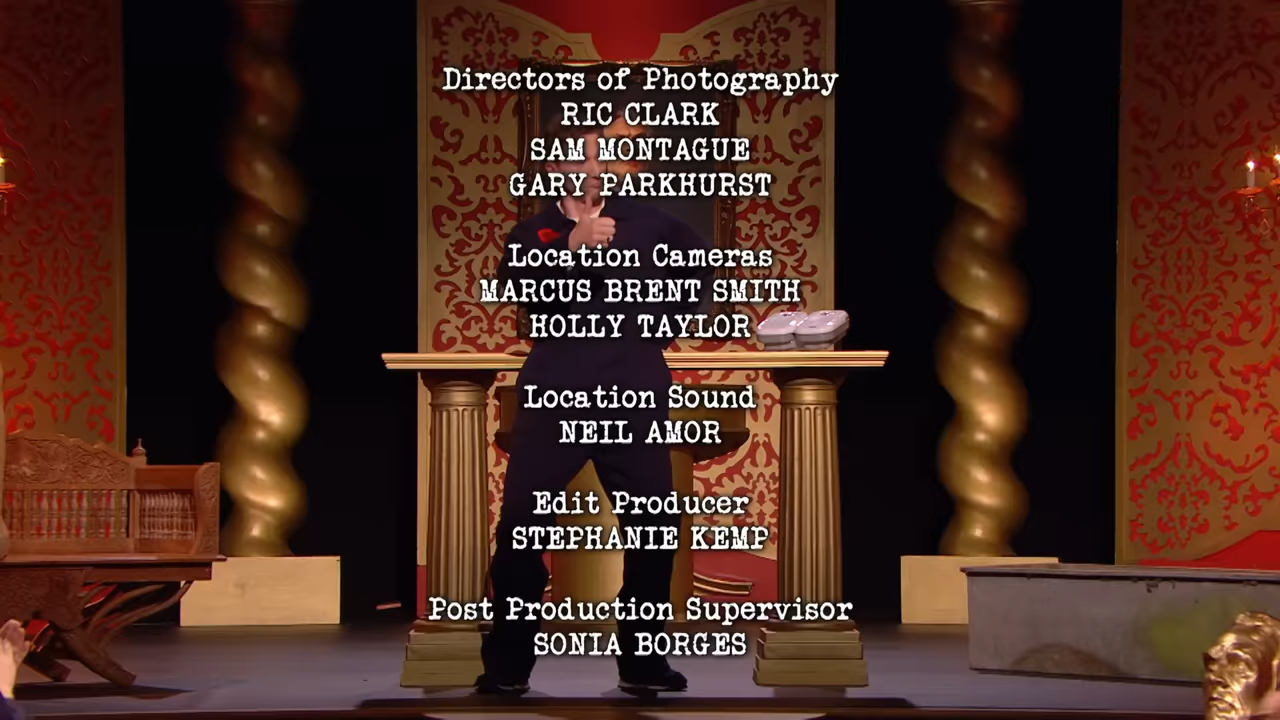 Directors of Photography
RIC CLARK
SAM MONTAGUE
GARY PARKHURST
Location Cameras
MARCUS BRENT SMITH
HOLLY TAYLOR
Location Sound
NEIL AMOR
Edit Producer
STEPHANIE KEMP
Post Production Supervisor
SONIA BORGES